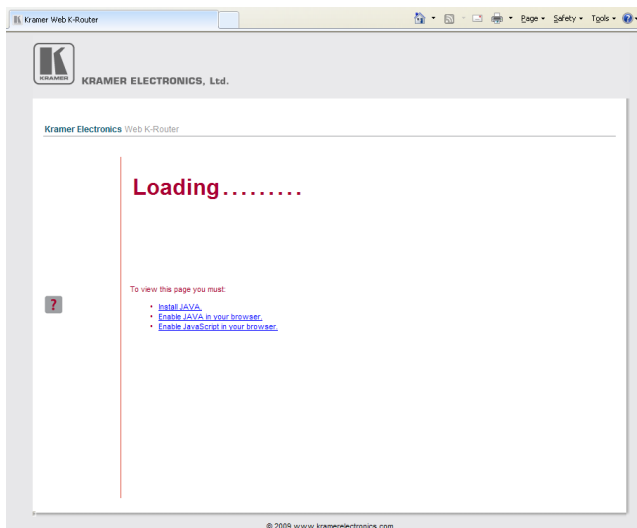 Kramer Web K-Router
Page Safety Tools
KRAMER
KRAMER ELECTRONICS, Ltd.
Kramer Electronics Web K-Router
Loading.........
To view this page you must:
• Install JAVA.
• Enable JAVA in your browser.
• Enable JavaScript in your browser.
?
© 2009 www.kramerelectronics.com